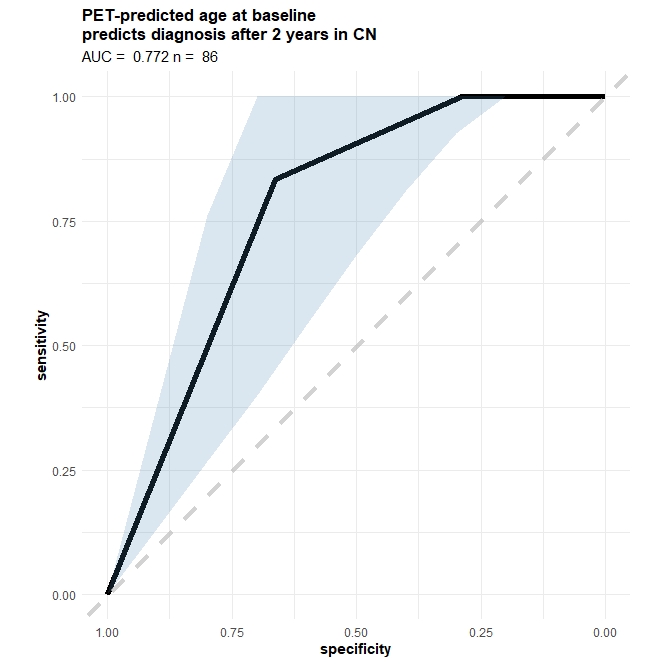 PET-predicted age at baseline
predicts diagnosis after 2 years in CN
AUC =  0.772 n =  86
1.00
0.75
0.50
0.25
0.00
sensitivity
1.00
0.75
0.50
0.25
0.00
specificity